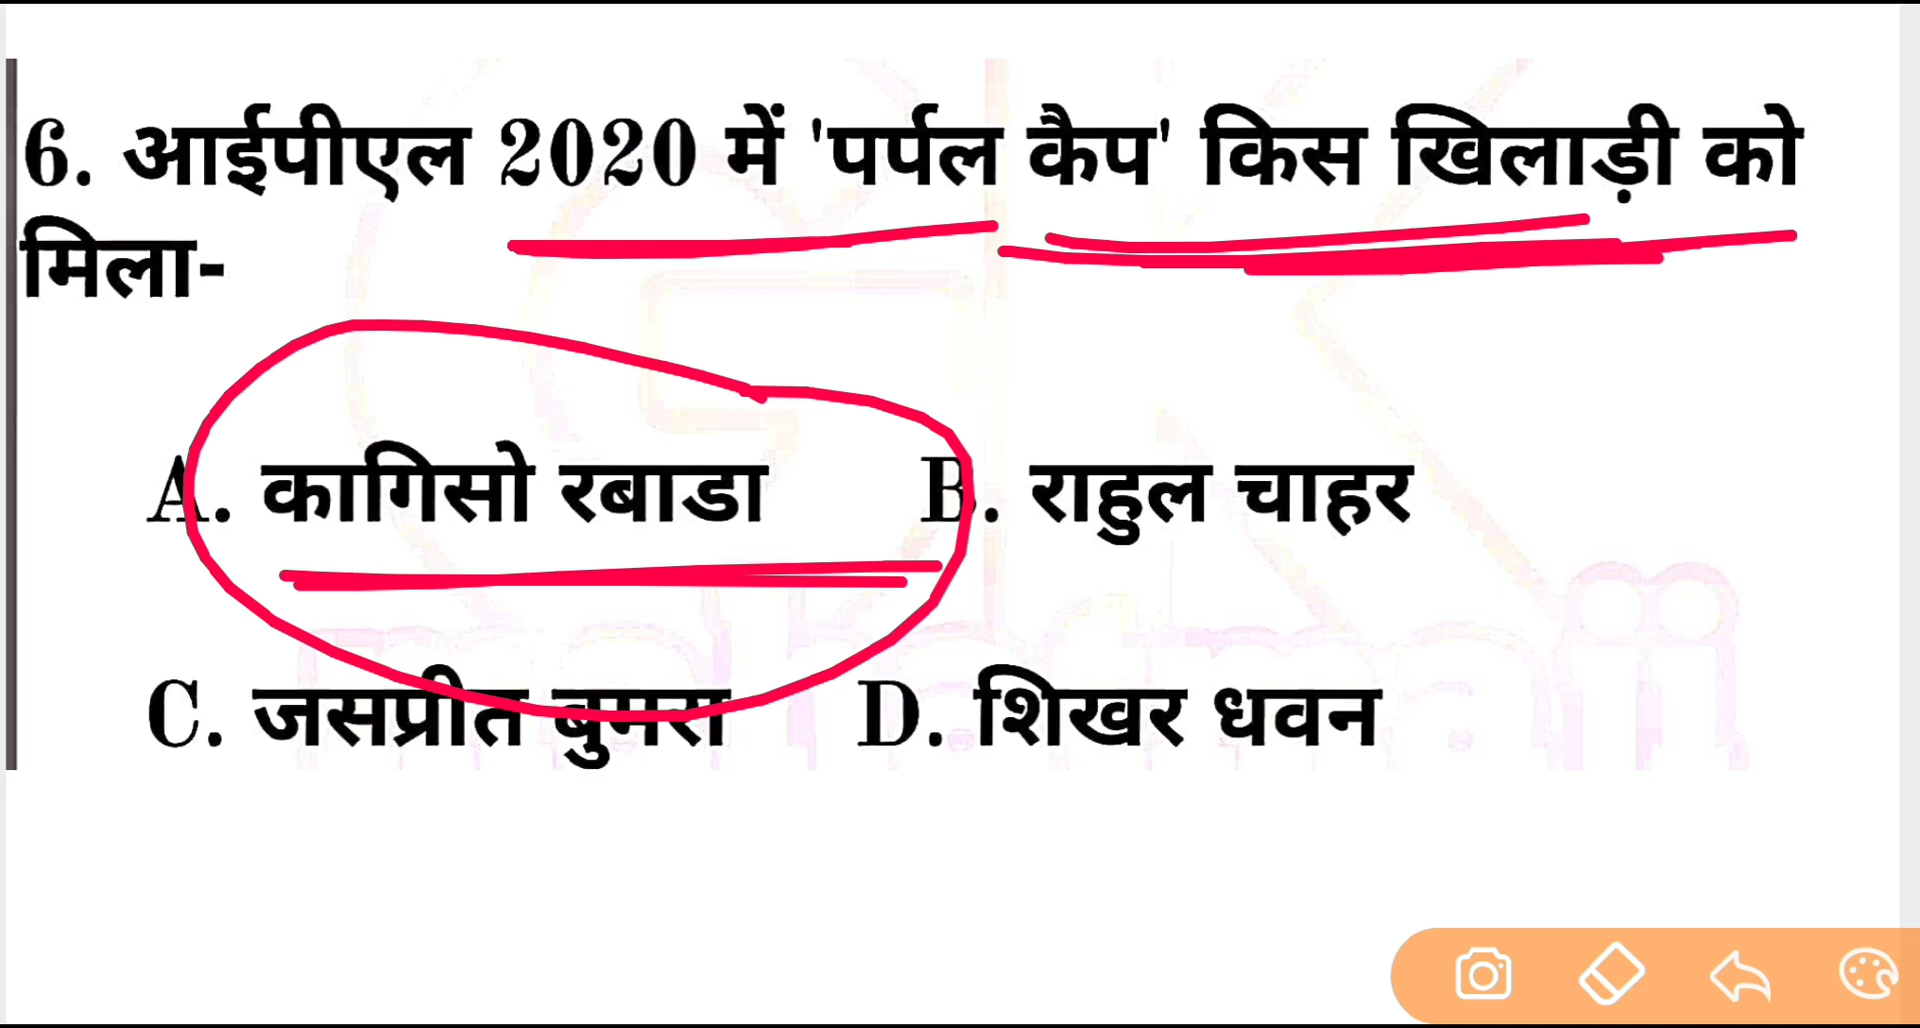 6. आईपीएल 2020 में 'पर्पल कैप' किस खिलाड़ी को
मिला-
A. कागिसो रबाडा B. राहुल चाहर
C. जसप्रीत बुमरा D. शिखर धवन